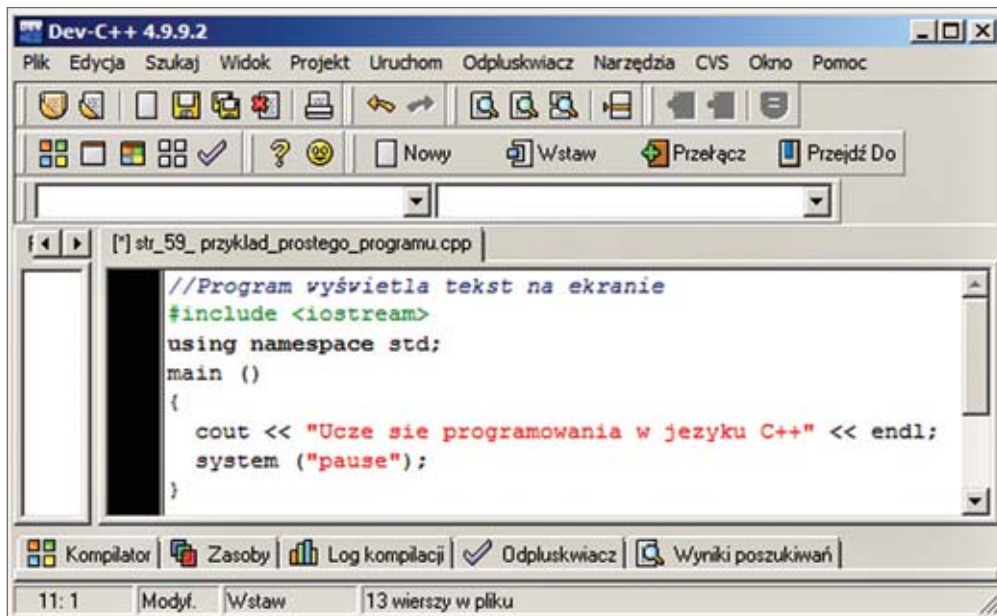 Dev-C++ 4.9.9.2
Plik Edycja Szukaj Widok Projekt Uruchom Odpluskwiacz Narzędzia CVS Okno Pomoc
Nowy Wstaw Przełącz Przejdź Do
[*] str_59_ przyklad_prostego_programu.cpp
//Program wyświetla tekst na ekranie
#include <iostream>
using namespace std;
main ()
{
cout << "Ucze sie programowania w jezyku C++" << endl;
system ("pause");
}
Kompilator Zasoby Log kompilacji Odpluskwiacz Wyniki poszukiwań
11: 1 Modyf. Wstaw 13 wierszy w pliku